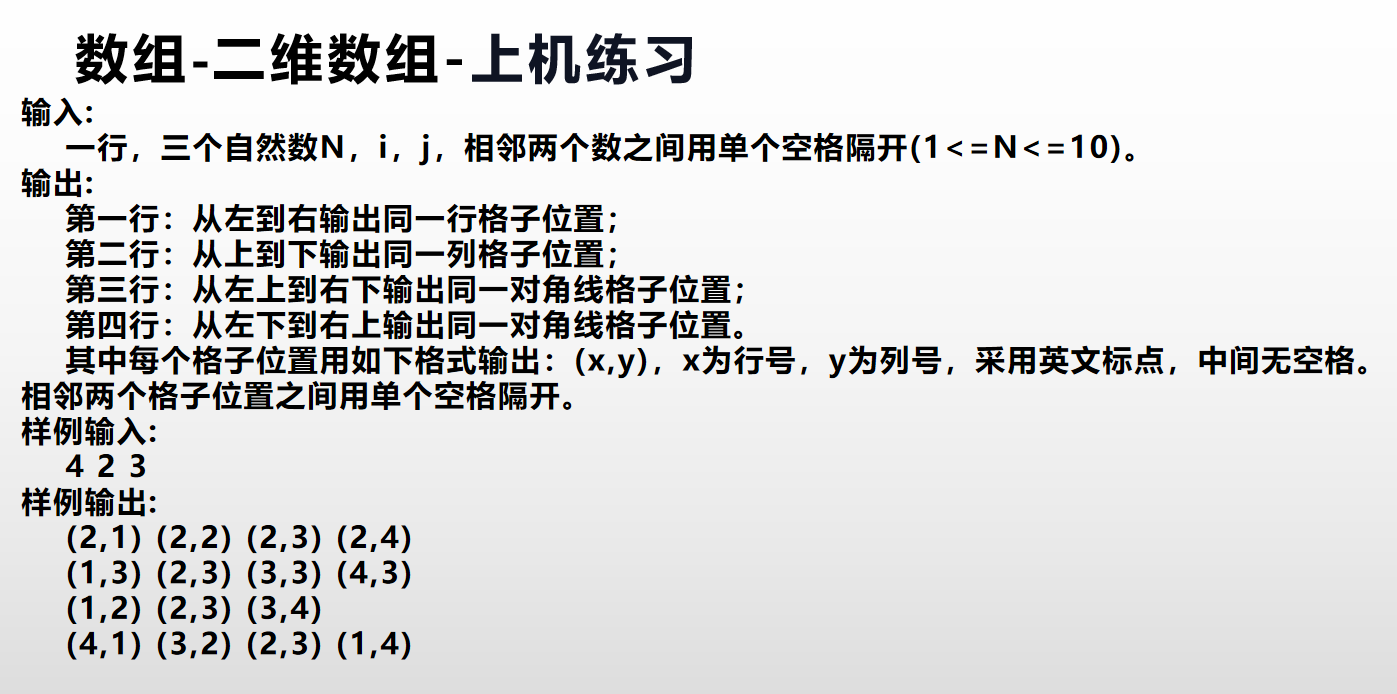 数组-二维数组-上机练习
输入:
一行，三个自然数N，i，j，相邻两个数之间用单个空格隔开(1<=N<=10)。
输出:
第一行：从左到右输出同一行格子位置；
第二行：从上到下输出同一列格子位置；
第三行：从左上到右下输出同一对角线格子位置；
第四行：从左下到右上输出同一对角线格子位置。
其中每个格子位置用如下格式输出：(x,y)，x为行号，y为列号，采用英文标点，中间无空格。
相邻两个格子位置之间用单个空格隔开。
样例输入:
4 2 3
样例输出:
(2,1) (2,2) (2,3) (2,4)
(1,3) (2,3) (3,3) (4,3)
(1,2) (2,3) (3,4)
(4,1) (3,2) (2,3) (1,4)